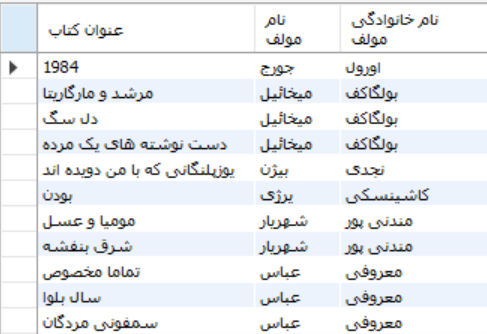 عنوان کتاب نام مولف نام خانوادگی مولف
1984 جورج اورول
مرشد و مارگاریتا میخائیل بولگاکف
دل سگ میخائیل بولگاکف
دست نوشته های یک مرده میخائیل بولگاکف
یوزپلنگانی که با من دویده اند بیژن نجدی
بودن یرژی کاشینسکی
مومیا و عسل شهریار مندنی پور
شرق بنفشه شهریار مندنی پور
تماما مخصوص عباس معروفی
سال بلوا عباس معروفی
سمفونی مردگان عباس معروفی